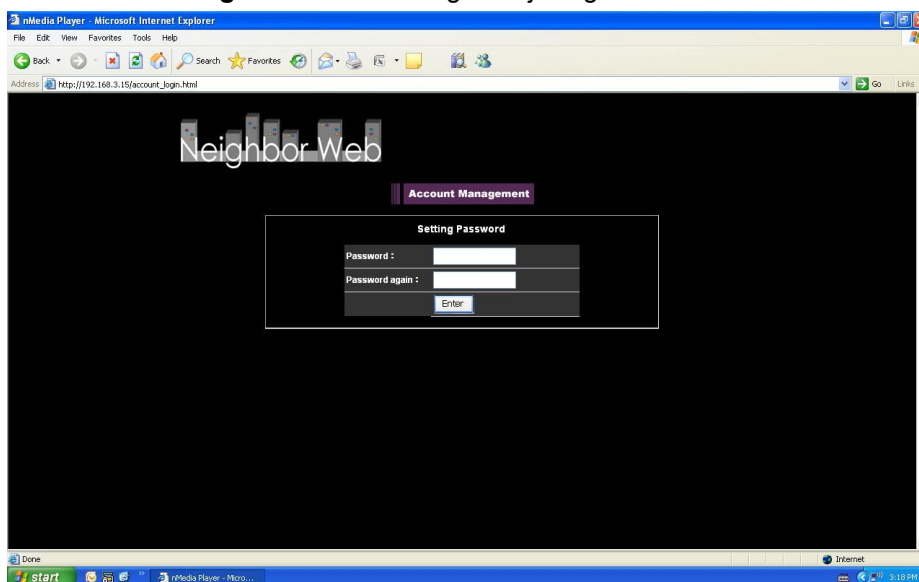 nMedia Player - Microsoft Internet Explorer
File Edit View Favorites Tools Help
Back Search Favorites
Address http://192.168.3.15/account_login.html Go Links
Neighbor Web
Account Management
Setting Password
Password :
Password again :
Enter
Done Internet
start nMedia Player - Micro... 3:18 PM